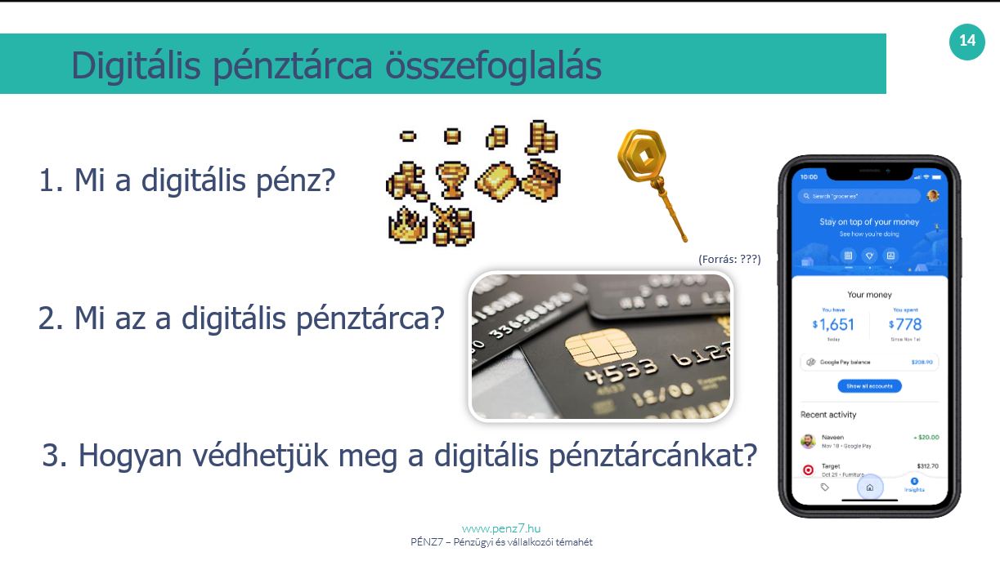 14
Digitális pénztárca összefoglalás
1. Mi a digitális pénz?
(Forrás: ???)
2. Mi az a digitális pénztárca?
336580190
4533 6122
4533
12/00
3. Hogyan védhetjük meg a digitális pénztárcánkat?
10:00
Search "groceries"
Stay on top of your money
See how you're doing
Your money
You have You spent
$1,651 $778
Today Since Nov 1st
Google Pay balance $208.90
Show all accounts
Recent activity
Naveen + $20.00
Nov 18 • Google Pay
Target $312.70
Oct 29 • Furniture
Insights
www.penz7.hu
PÉNZ7 – Pénzügyi és vállalkozói témahét